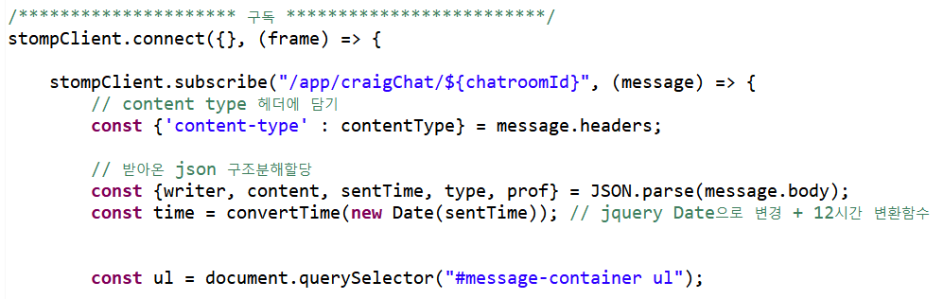 /********************* 구독 *************************/
stompClient.connect({}, (frame) => {
stompClient.subscribe("/app/craigChat/${chatroomId}", (message) => {
// content type 헤더에 담기
const {'content-type' : contentType} = message.headers;
// 받아온 json 구조분해할당
const {writer, content, sentTime, type, prof} = JSON.parse(message.body);
const time = convertTime(new Date(sentTime)); // jquery Date으로 변경 + 12시간 변환함수
const ul = document.querySelector("#message-container ul");